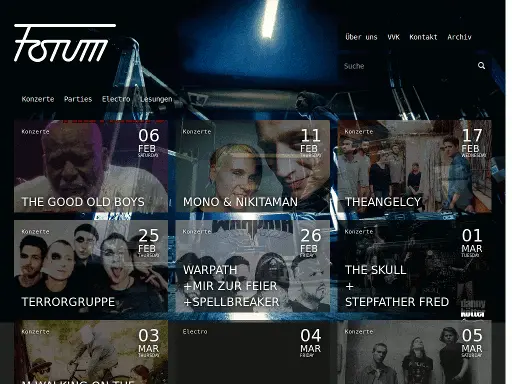 Forum
Über uns VVK Kontakt Archiv
Suche
Konzerte Parties Electro Lesungen
Konzerte
06
FEB
SATURDAY
THE GOOD OLD BOYS
Konzerte
11
FEB
THURSDAY
MONO & NIKITAMAN
Konzerte
17
FEB
WEDNESDAY
THEANGELCY
Konzerte
25
FEB
THURSDAY
TERRORGRUPPE
Konzerte
26
FEB
FRIDAY
WARPATH
+MIR ZUR FEIER
+SPELLBREAKER
Konzerte
01
MAR
TUESDAY
THE SKULL
+
STEPFATHER FRED
Konzerte
03
MAR
THURSDAY
M WALKING ON THE
Electro
04
MAR
FRIDAY
Konzerte
05
MAR
SATURDAY